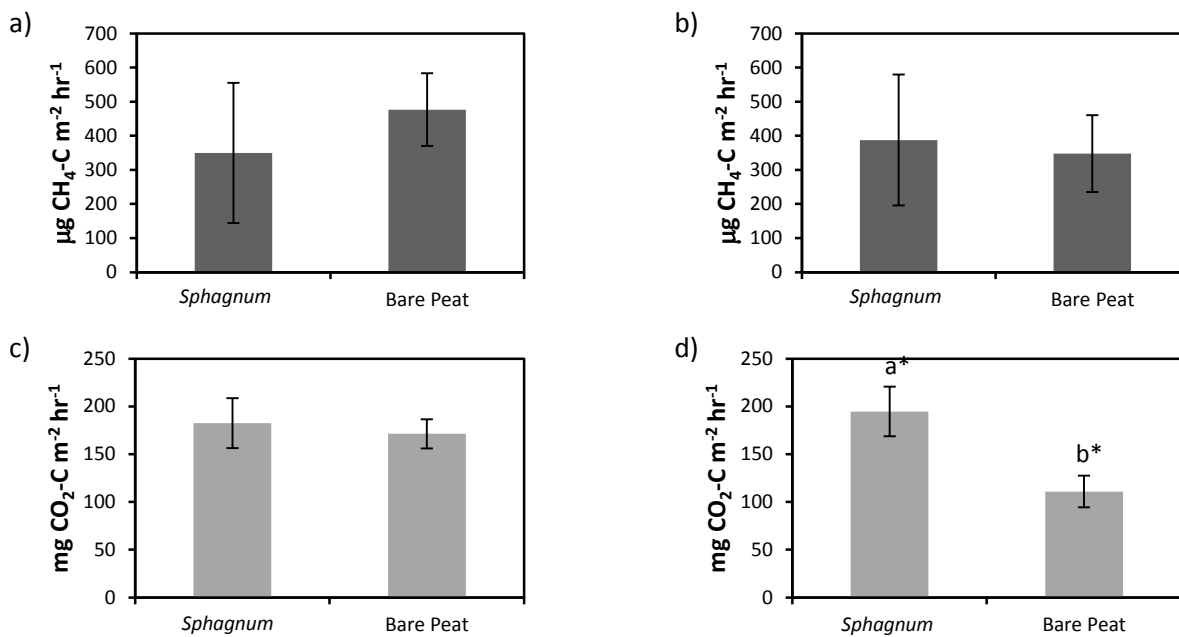 a)
700
600
500
400
300
200
100
0
µg CH₄-C m⁻² hr⁻¹
Sphagnum
Bare Peat
b)
700
600
500
400
300
200
100
0
µg CH₄-C m⁻² hr⁻¹
Sphagnum
Bare Peat
c)
250
200
150
100
50
0
mg CO₂-C m⁻² hr⁻¹
Sphagnum
Bare Peat
d)
250
200
150
100
50
0
mg CO₂-C m⁻² hr⁻¹
a*
b*
Sphagnum
Bare Peat